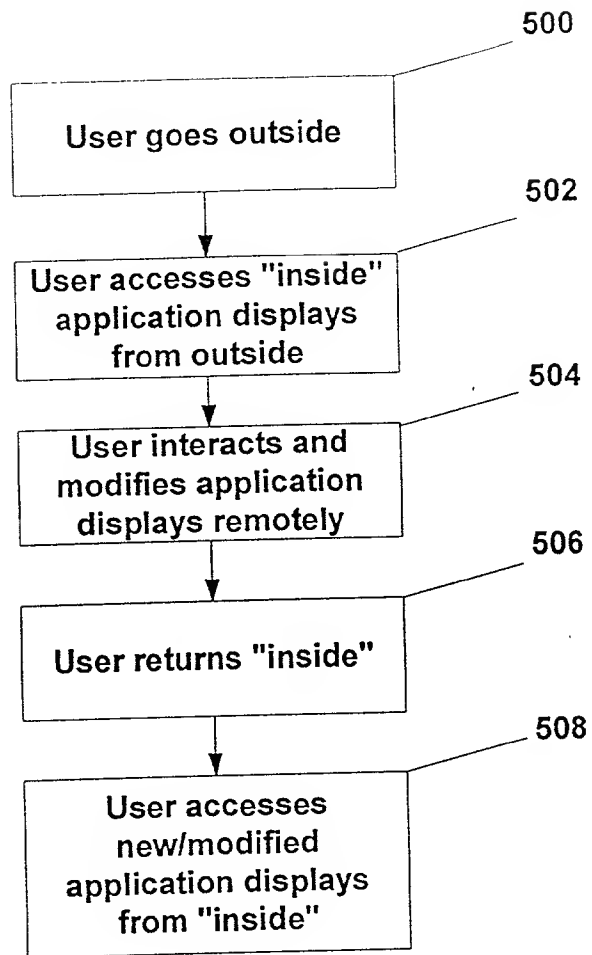 500
User goes outside
502
User accesses "inside"
application displays
from outside
504
User interacts and
modifies application
displays remotely
506
User returns "inside"
508
User accesses
new/modified
application displays
from "inside"